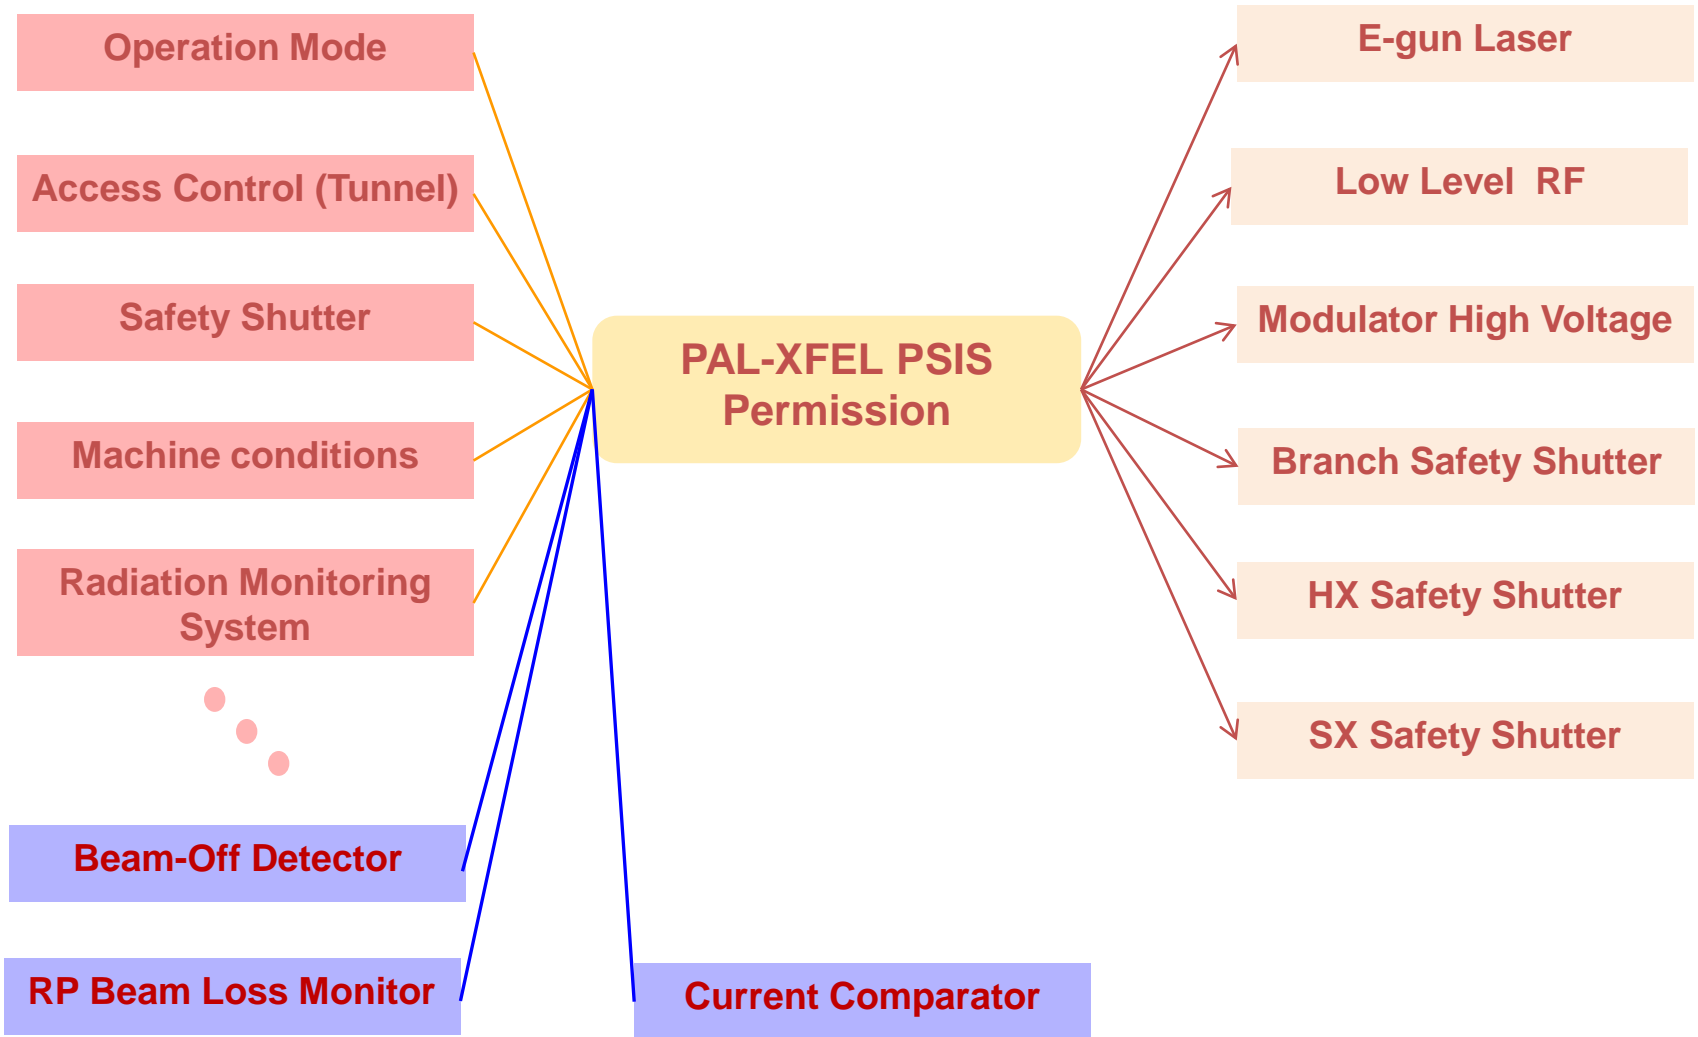 Operation Mode
Access Control (Tunnel)
Safety Shutter
Machine conditions
Radiation Monitoring
System
Beam-Off Detector
RP Beam Loss Monitor
PAL-XFEL PSIS
Permission
Current Comparator
E-gun Laser
Low Level RF
Modulator High Voltage
Branch Safety Shutter
HX Safety Shutter
SX Safety Shutter